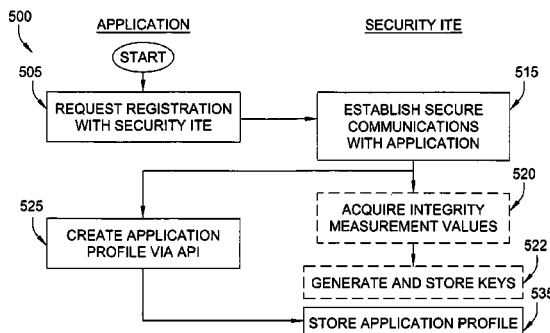 500
APPLICATION
SECURITY ITE
START
505
REQUEST REGISTRATION
WITH SECURITY ITE
515
ESTABLISH SECURE
COMMUNICATIONS
WITH APPLICATION
520
ACQUIRE INTEGRITY
MEASUREMENT VALUES
525
CREATE APPLICATION
PROFILE VIA API
522
GENERATE AND STORE KEYS
535
STORE APPLICATION PROFILE